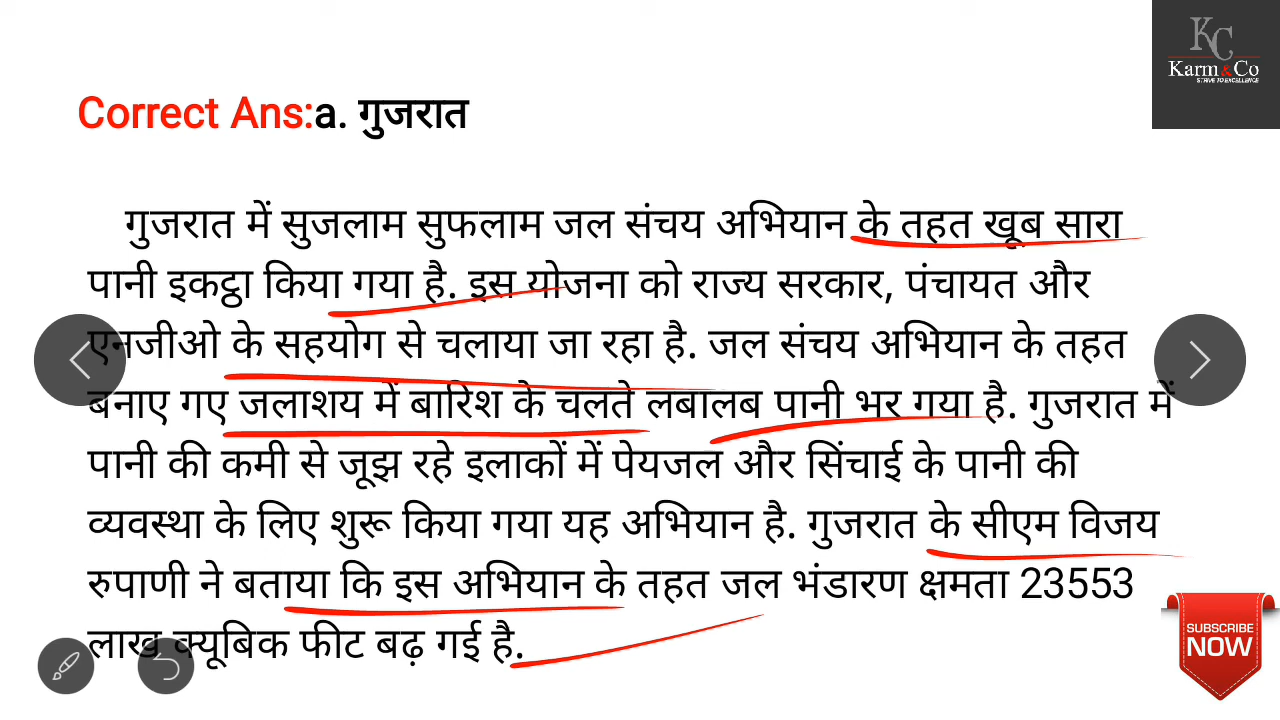 KC
Karm&Co
STRIVE TO EXCELLENCE
Correct Ans:a. गुजरात
गुजरात में सुजलाम सुफलाम जल संचय अभियान के तहत खूब सारा
पानी इकट्ठा किया गया है. इस योजना को राज्य सरकार, पंचायत और
एनजीओ के सहयोग से चलाया जा रहा है. जल संचय अभियान के तहत
बनाए गए जलाशय में बारिश के चलते लबालब पानी भर गया है. गुजरात में
पानी की कमी से जूझ रहे इलाकों में पेयजल और सिंचाई के पानी की
व्यवस्था के लिए शुरू किया गया यह अभियान है. गुजरात के सीएम विजय
रुपाणी ने बताया कि इस अभियान के तहत जल भंडारण क्षमता 23553
लाख क्यूबिक फीट बढ़ गई है.
SUBSCRIBE
NOW